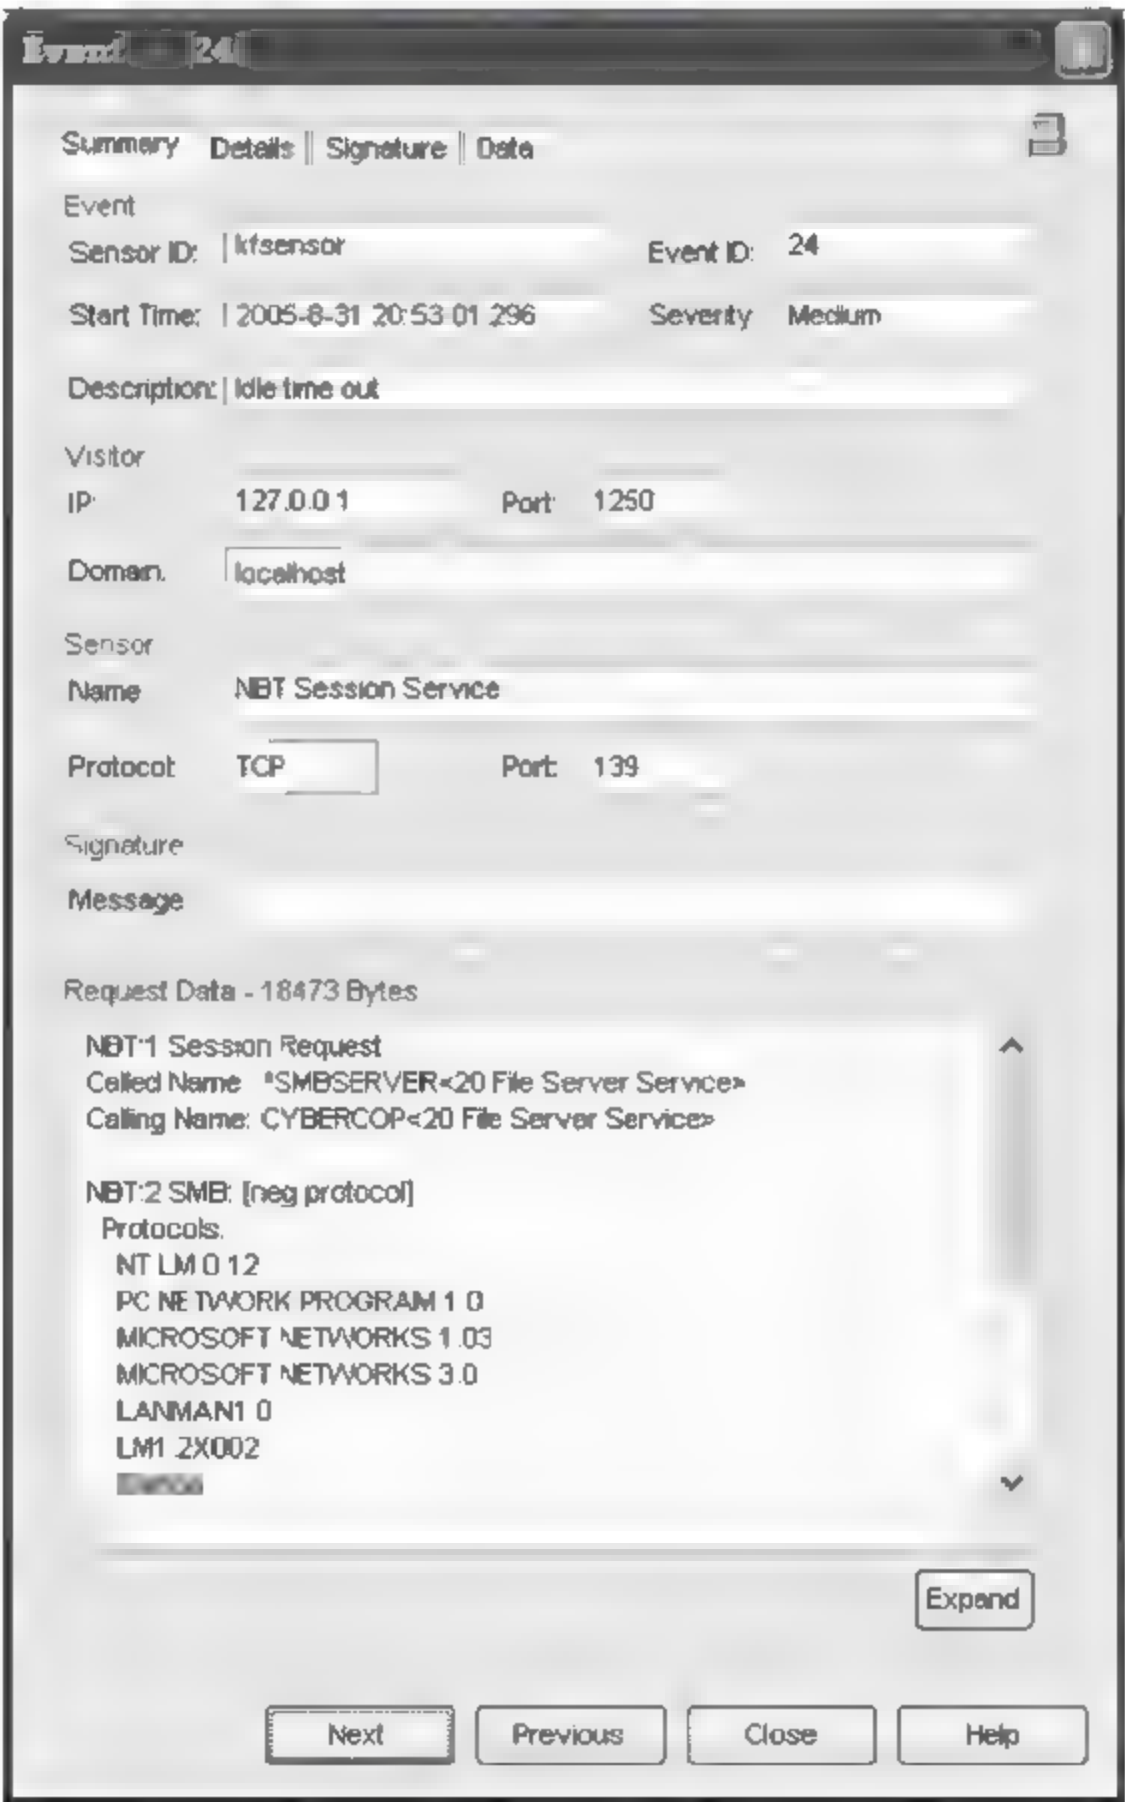 Event 24
Summary Details Signature Data
Event
Sensor ID: kfsensor Event ID: 24
Start Time: 2005-8-31 20:53:01.296 Severity Medium
Description: Idle time out
Visitor
IP: 127.0.0.1 Port: 1250
Domain: localhost
Sensor
Name NBT Session Service
Protocol: TCP Port: 139
Signature
Message
Request Data - 18473 Bytes
NBT:1 Session Request
Called Name: *SMBSERVER<20 File Server Service>
Calling Name: CYBERCOP<20 File Server Service>
NBT:2 SMB: [neg protocol]
Protocols:
NT LM 0.12
PC NETWORK PROGRAM 1.0
MICROSOFT NETWORKS 1.03
MICROSOFT NETWORKS 3.0
LANMAN1.0
LM1.2X002
Expand
Next Previous Close Help